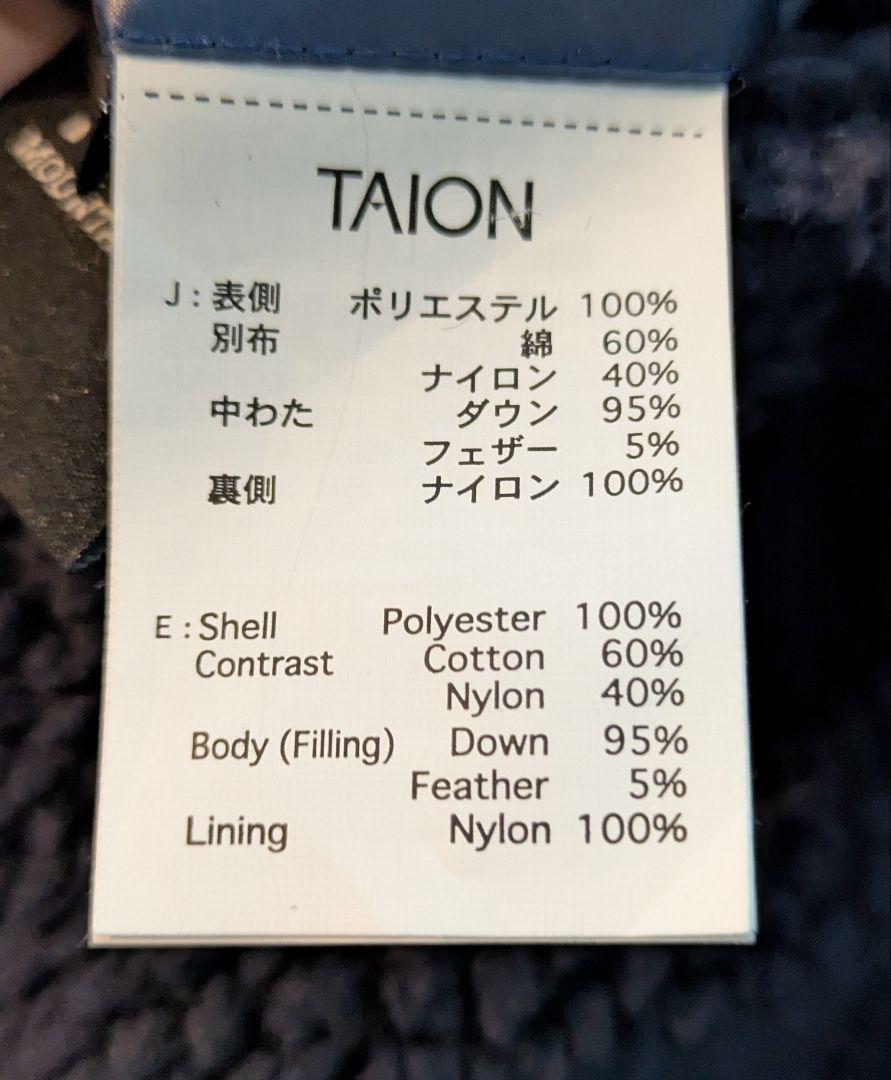 MOUNTA
TAION
J：表側 ポリエステル 100%
別布 綿 60%
ナイロン 40%
中わた ダウン 95%
フェザー 5%
裏側 ナイロン 100%
E：Shell Polyester 100%
Contrast Cotton 60%
Nylon 40%
Body (Filling) Down 95%
Feather 5%
Lining Nylon 100%